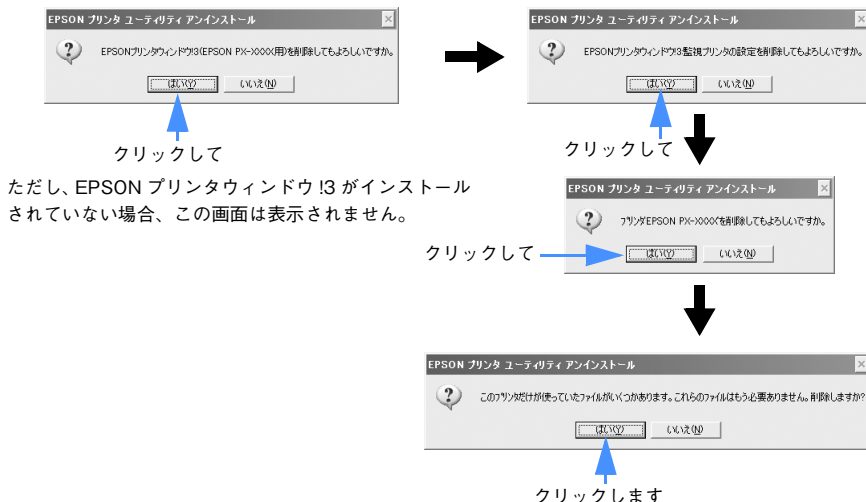 EPSON プリンタ ユーティリティ アンインストール
EPSONプリンタウィンドウ!3(EPSON PX-XXXX用)を削除してもよろしいですか。
はい(Y) いいえ(N)
クリックして
ただし、EPSON プリンタウィンドウ !3 がインストール
されていない場合、この画面は表示されません。
EPSON プリンタ ユーティリティ アンインストール
EPSONプリンタウィンドウ!3:監視プリンタの設定を削除してもよろしいですか。
はい(Y) いいえ(N)
クリックして
EPSON プリンタ ユーティリティ アンインストール
プリンタEPSON PX-XXXXを削除してもよろしいですか。
はい(Y) いいえ(N)
クリックして
EPSON プリンタ ユーティリティ アンインストール
このプリンタだけが使っていたファイルがいくつかあります。これらのファイルはもう必要ありません。削除しますか?
はい(Y) いいえ(N)
クリックします